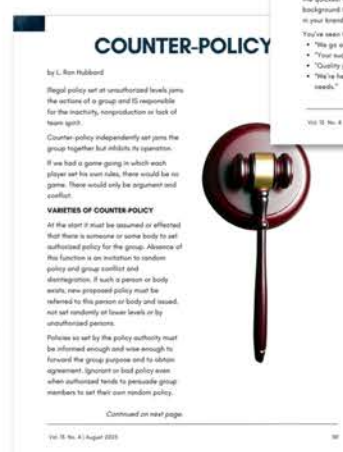 COUNTER-POLICY
by L. Ron Hubbard
Illegal policy set at unauthorized levels jams
the actions of a group and IS responsible
for the inactivity, nonproduction or lack of
team spirit.
Counter-policy independently set jams the
group together but inhibits its operation.
If we had a game going in which each
player set his own rules, there would be no
game. There would only be argument and
conflict.
VARIETIES OF COUNTER-POLICY
At the start it must be assumed or effected
that there is someone or some body to set
authorized policy for the group. Absence of
this function is an invitation to random
policy and group conflict and
disintegration. If such a person or body
exists, new proposed policy must be
referred to this person or body and issued,
not set randomly at lower levels or by
unauthorized persons.
Policies so set by the policy authority must
be informed enough and wise enough to
forward the group purpose and to obtain
agreement. Ignorant or bad policy even
when authorized tends to persuade group
members to set their own random policy.
Continued on next page.
Vol. 13, No. 4 | August 2025
background
in your brand
You've seen
• "We go
• "Your
• "Quality
• "We're
needs."
Vol. 13, No. 4